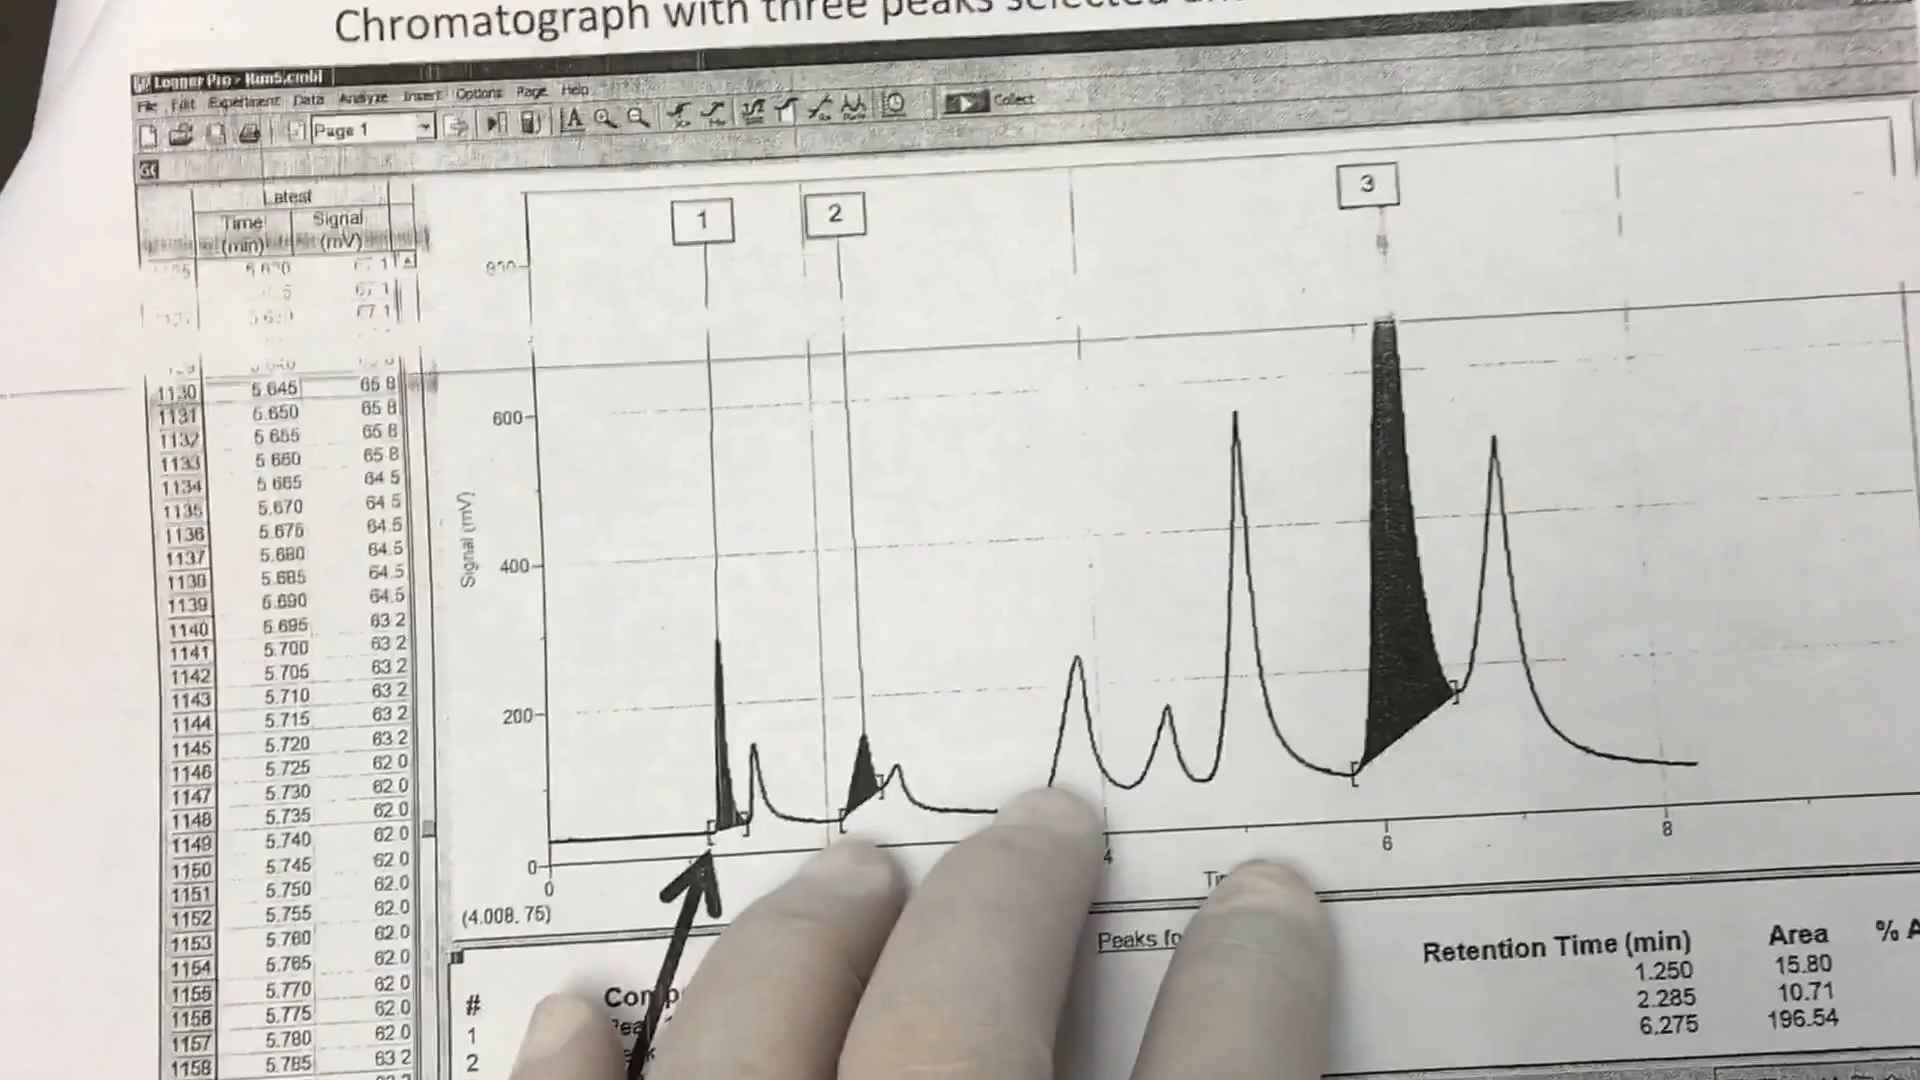 Chromatograph with three peaks selected
Logger Pro - Run5.cmbl
File Edit Experiment Data Analyze Insert Options Page Help
Page 1
Collect
GC
Latest
Time Signal
(min) (mV)
67.1
67 1
1130 5.645 65 8
1131 5.650 65 8
1132 5 655 65 8
1133 5 660 65.8
1134 5 665 64 5
1135 5.670 64 5
1136 5.675 64.5
1137 5.680 64.5
1138 5.685 64.5
1139 5.690 64.5
1140 5.695 63 2
1141 5.700 63 2
1142 5.705 63 2
1143 5.710 63 2
1144 5.715 63 2
1145 5.720 63.2
1146 5.725 62 0
1147 5.730 62.0
1148 5.735 62 0
1149 5.740 62.0
1150 5.745 62 0
1151 5.750 62.0
1152 5.755 62.0
1153 5.760 62.0
1154 5.765 62.0
1155 5.770 62 0
1156 5.775 62.0
1157 5.780 62.0
1158 5.785 63 2
1
2
3
800
600
400
200
0
Signal (mV)
0
4
6
8
(4.008, 75)
Peaks
#
1
2
Retention Time (min) Area %
1.250 15.80
2.285 10.71
6.275 196.54